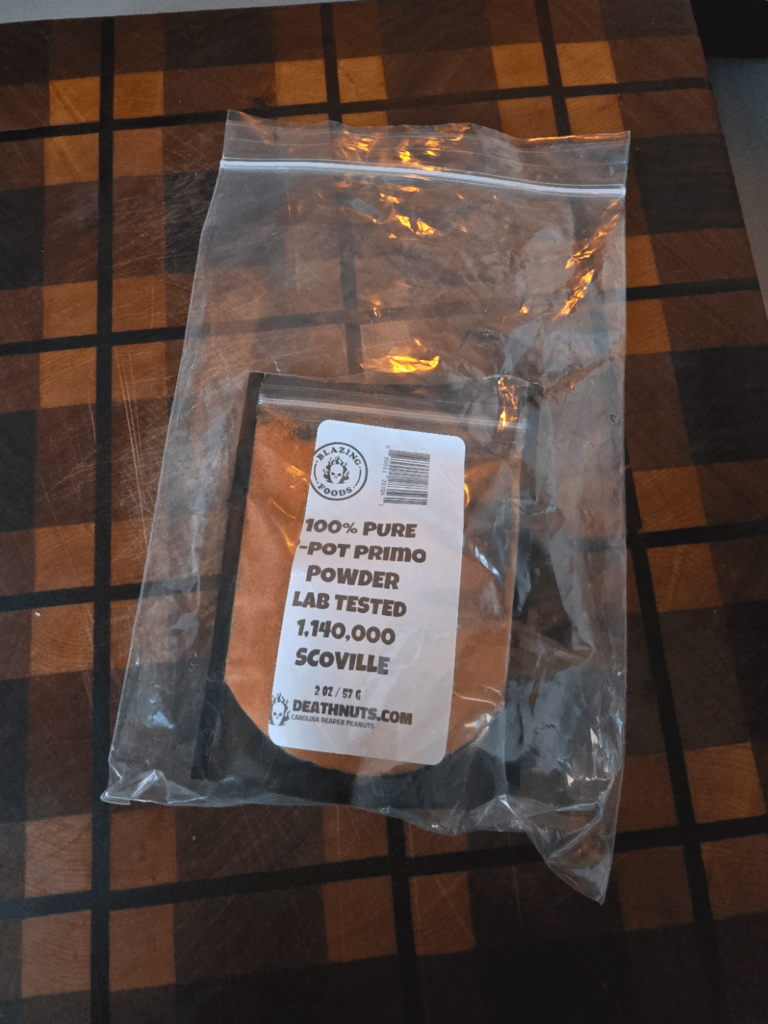 BLAZING
FOODS
100% PURE
-POT PRIMO
POWDER
LAB TESTED
1,140,000
SCOVILLE
2 OZ / 57 G
DEATHNUTS.COM
CAROLINA REAPER PEANUTS